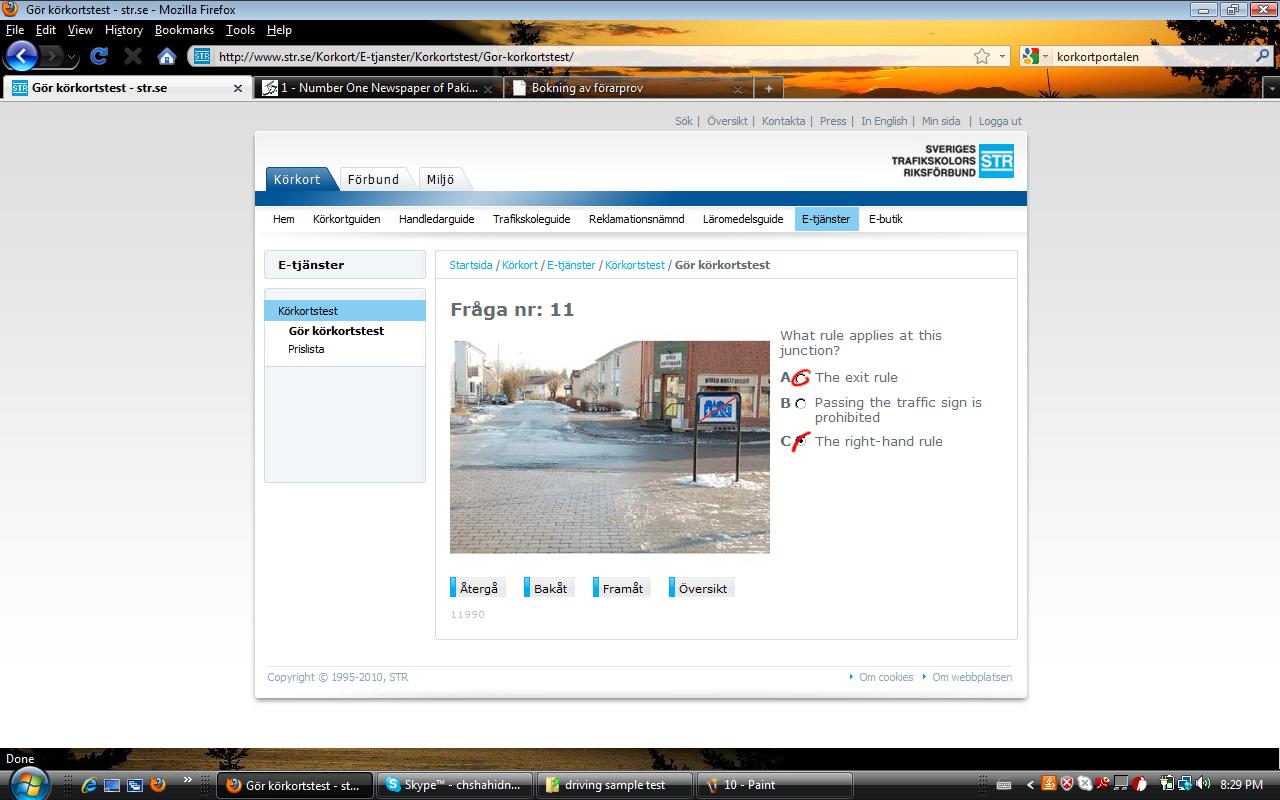 Gör körkortstest - str.se - Mozilla Firefox
File Edit View History Bookmarks Tools Help
STR http://www.str.se/Korkort/E-tjanster/Korkortstest/Gor-korkortstest/ korkortportalen
STR Gör körkortstest - str.se 1 - Number One Newspaper of Paki... Bokning av förarprov
Sök | Översikt | Kontakta | Press | In English | Min sida | Logga ut
SVERIGES
TRAFIKSKOLORS
RIKSFÖRBUND
STR
Körkort Förbund Miljö
Hem Körkortguiden Handledarguide Trafikskoleguide Reklamationsnämnd Läromedelsguide E-tjänster E-butik
E-tjänster
Körkortstest
Gör körkortstest
Prislista
Startsida / Körkort / E-tjänster / Körkortstest / Gör körkortstest
Fråga nr: 11
VIDEO HOLLYWOOD
What rule applies at this
junction?
A The exit rule
B Passing the traffic sign is
prohibited
C The right-hand rule
Återgå Bakåt Framåt Översikt
11990
Copyright © 1995-2010, STR
Om cookies Om webbplatsen
Done
Gör körkortstest - st... Skype™ - chshahidn... driving sample test 10 - Paint 8:29 PM